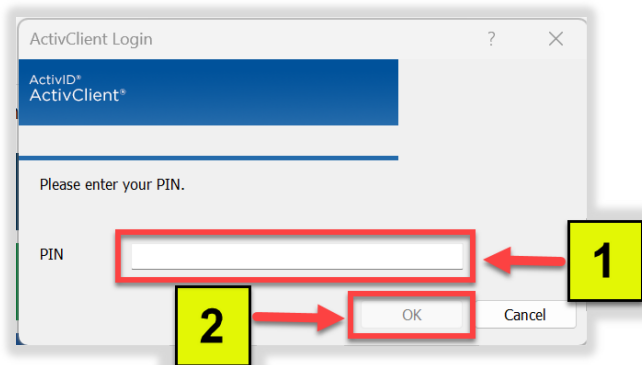 ActivClient Login ?
ActivID®
ActivClient®
Please enter your PIN.
PIN
1
2
OK Cancel